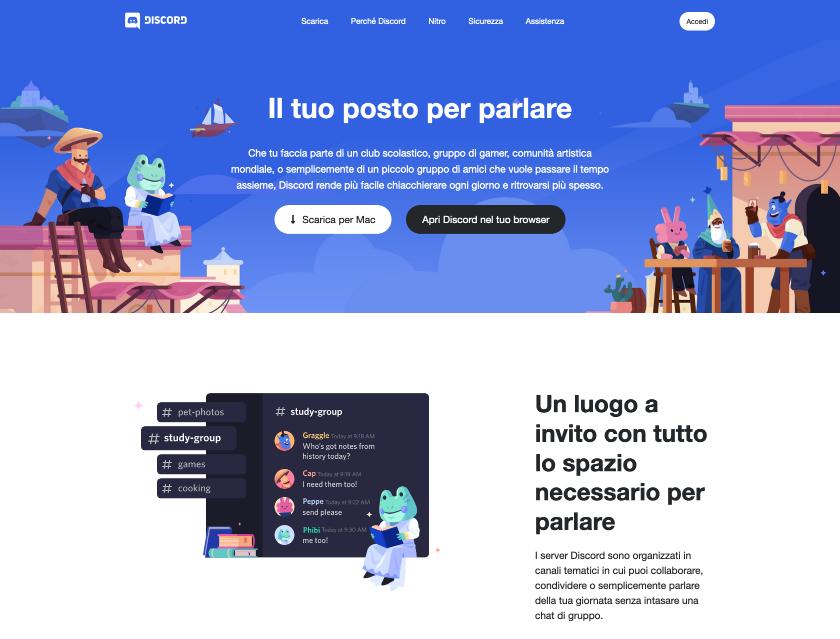 DISCORD
Scarica
Perché Discord
Nitro
Sicurezza
Assistenza
Accedi
Il tuo posto per parlare
Che tu faccia parte di un club scolastico, gruppo di gamer, comunità artistica
mondiale, o semplicemente di un piccolo gruppo di amici che vuole passare il tempo
assieme, Discord rende più facile chiacchierare ogni giorno e ritrovarsi più spesso.
Scarica per Mac
Apri Discord nel tuo browser
# pet-photos
# study-group
# games
# cooking
# study-group
Graggle Today at 9:18 AM
Who's got notes from
history today?
Cap Today at 9:19 AM
I need them too!
Peppe Today at 9:22 AM
send please
Phibi Today at 9:30 AM
me too!
Un luogo a
invito con tutto
lo spazio
necessario per
parlare
I server Discord sono organizzati in
canali tematici in cui puoi collaborare,
condividere o semplicemente parlare
della tua giornata senza intasare una
chat di gruppo.